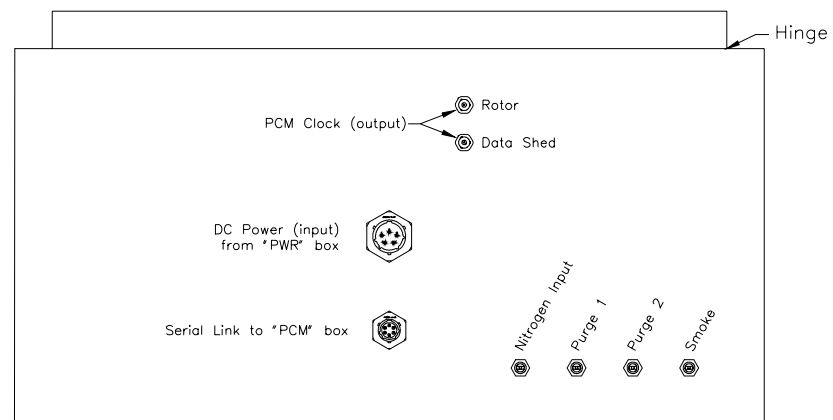 Hinge
Rotor
PCM Clock (output)
Data Shed
DC Power (input)
from "PWR" box
Serial Link to "PCM" box
Nitrogen Input
Purge 1
Purge 2
Smoke